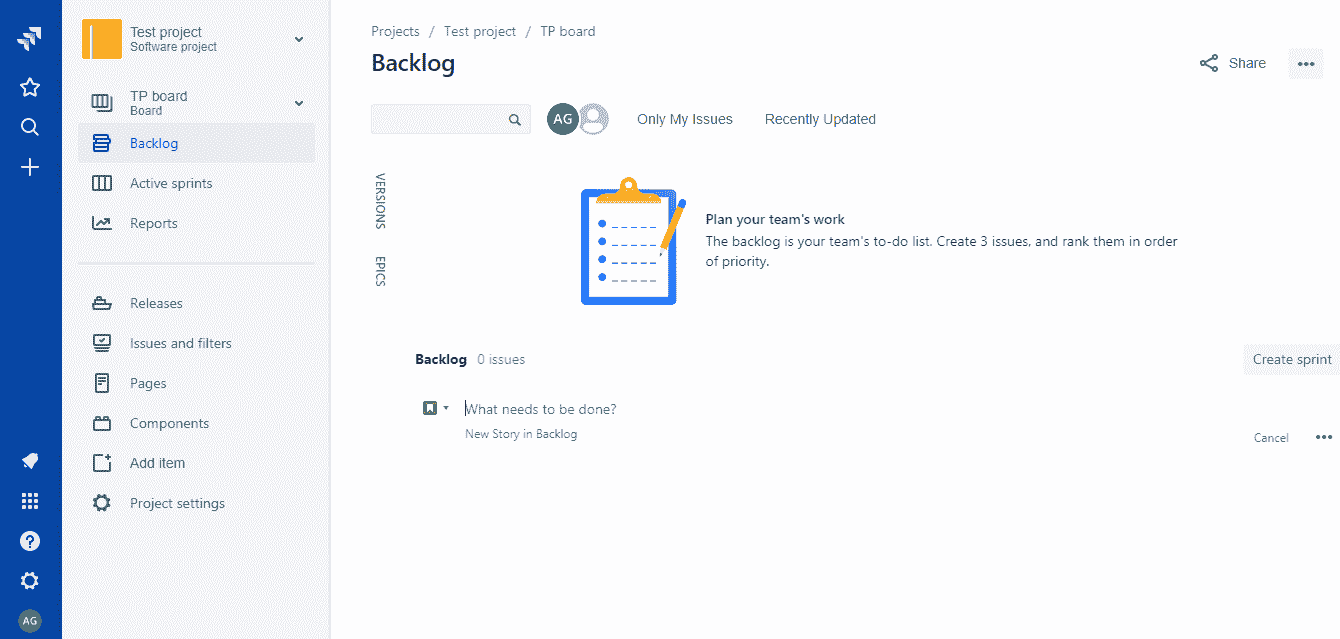 Test project
Software project
TP board
Board
Backlog
Active sprints
Reports
Releases
Issues and filters
Pages
Components
Add item
Project settings
?
AG
Projects / Test project / TP board
Backlog
Share
AG
Only My Issues
Recently Updated
VERSIONS
EPICS
Plan your team's work
The backlog is your team's to-do list. Create 3 issues, and rank them in order
of priority.
Backlog 0 issues
Create sprint
What needs to be done?
New Story in Backlog
Cancel